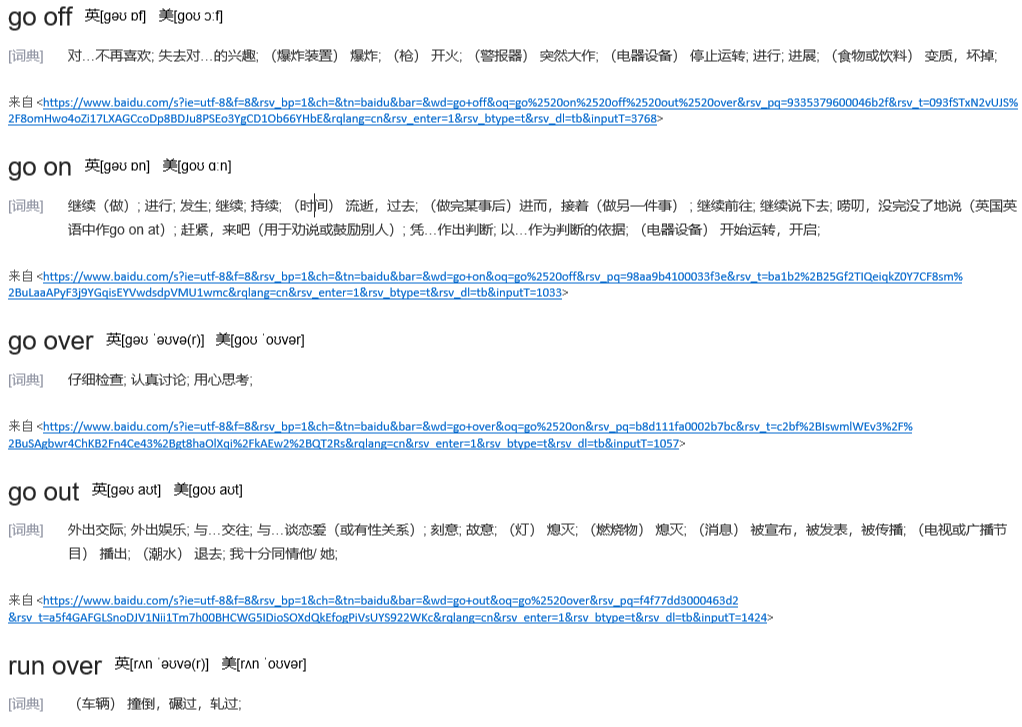 go off 英[ɡəʊ ɒf] 美[ɡoʊ ɔːf]
[词典] 对…不再喜欢; 失去对…的兴趣; （爆炸装置） 爆炸; （枪） 开火; （警报器） 突然大作; （电器设备） 停止运转; 进行; 进展; （食物或饮料） 变质，坏掉;
来自 <https://www.baidu.com/s?ie=utf-8&f=8&rsv_bp=1&ch=&tn=baidu&bar=&wd=go+off&oq=go%2520on%2520off%2520out%2520over&rsv_pq=9335379600046b2f&rsv_t=093fSTxN2vUJS%
2F8omHwo4oZi17LXAGCcoDp8BDJu8PSEo3YgCD1Ob66YHbE&rqlang=cn&rsv_enter=1&rsv_btype=t&rsv_dl=tb&inputT=3768>
go on 英[ɡəʊ ɒn] 美[ɡoʊ ɑːn]
[词典] 继续（做）; 进行; 发生; 继续; 持续; （时间） 流逝，过去; （做完某事后）进而，接着（做另一件事）; 继续前往; 继续说下去; 唠叨，没完没了地说（英国英
语中作go on at）; 赶紧，来吧（用于劝说或鼓励别人）; 凭…作出判断; 以…作为判断的依据; （电器设备） 开始运转，开启;
来自 <https://www.baidu.com/s?ie=utf-8&f=8&rsv_bp=1&ch=&tn=baidu&bar=&wd=go+on&oq=go%2520off&rsv_pq=98aa9b4100033f3e&rsv_t=ba1b2%2B25Gf2TIQeiqkZ0Y7CF8sm%
2BuLaaAPyF3j9YGqisEYVwdsdpVMU1wmc&rqlang=cn&rsv_enter=1&rsv_btype=t&rsv_dl=tb&inputT=1033>
go over 英[ɡəʊ ˈəʊvə(r)] 美[ɡoʊ ˈoʊvər]
[词典] 仔细检查; 认真讨论; 用心思考;
来自 <https://www.baidu.com/s?ie=utf-8&f=8&rsv_bp=1&ch=&tn=baidu&bar=&wd=go+over&oq=go%2520on&rsv_pq=b8d111fa0002b7bc&rsv_t=c2bf%2BIswmlWEv3%2F%
2BuSAgbwr4ChKB2Fn4Ce43%2Bgt8haOlXqi%2FkAEw2%2BQT2Rs&rqlang=cn&rsv_enter=1&rsv_btype=t&rsv_dl=tb&inputT=1057>
go out 英[ɡəʊ aʊt] 美[ɡoʊ aʊt]
[词典] 外出交际; 外出娱乐; 与…交往; 与…谈恋爱（或有性关系）; 刻意; 故意; （灯） 熄灭; （燃烧物） 熄灭; （消息） 被宣布，被发表，被传播; （电视或广播节
目） 播出; （潮水） 退去; 我十分同情他/ 她;
来自 <https://www.baidu.com/s?ie=utf-8&f=8&rsv_bp=1&ch=&tn=baidu&bar=&wd=go+out&oq=go%2520over&rsv_pq=f4f77dd3000463d2
&rsv_t=a5f4GAFGLSnoDJV1Nii1Tm7h00BHCWG5IDioSOXdQkEfogPiVsUYS922WKc&rqlang=cn&rsv_enter=1&rsv_btype=t&rsv_dl=tb&inputT=1424>
run over 英[rʌn ˈəʊvə(r)] 美[rʌn ˈoʊvər]
[词典] （车辆） 撞倒，碾过，轧过;